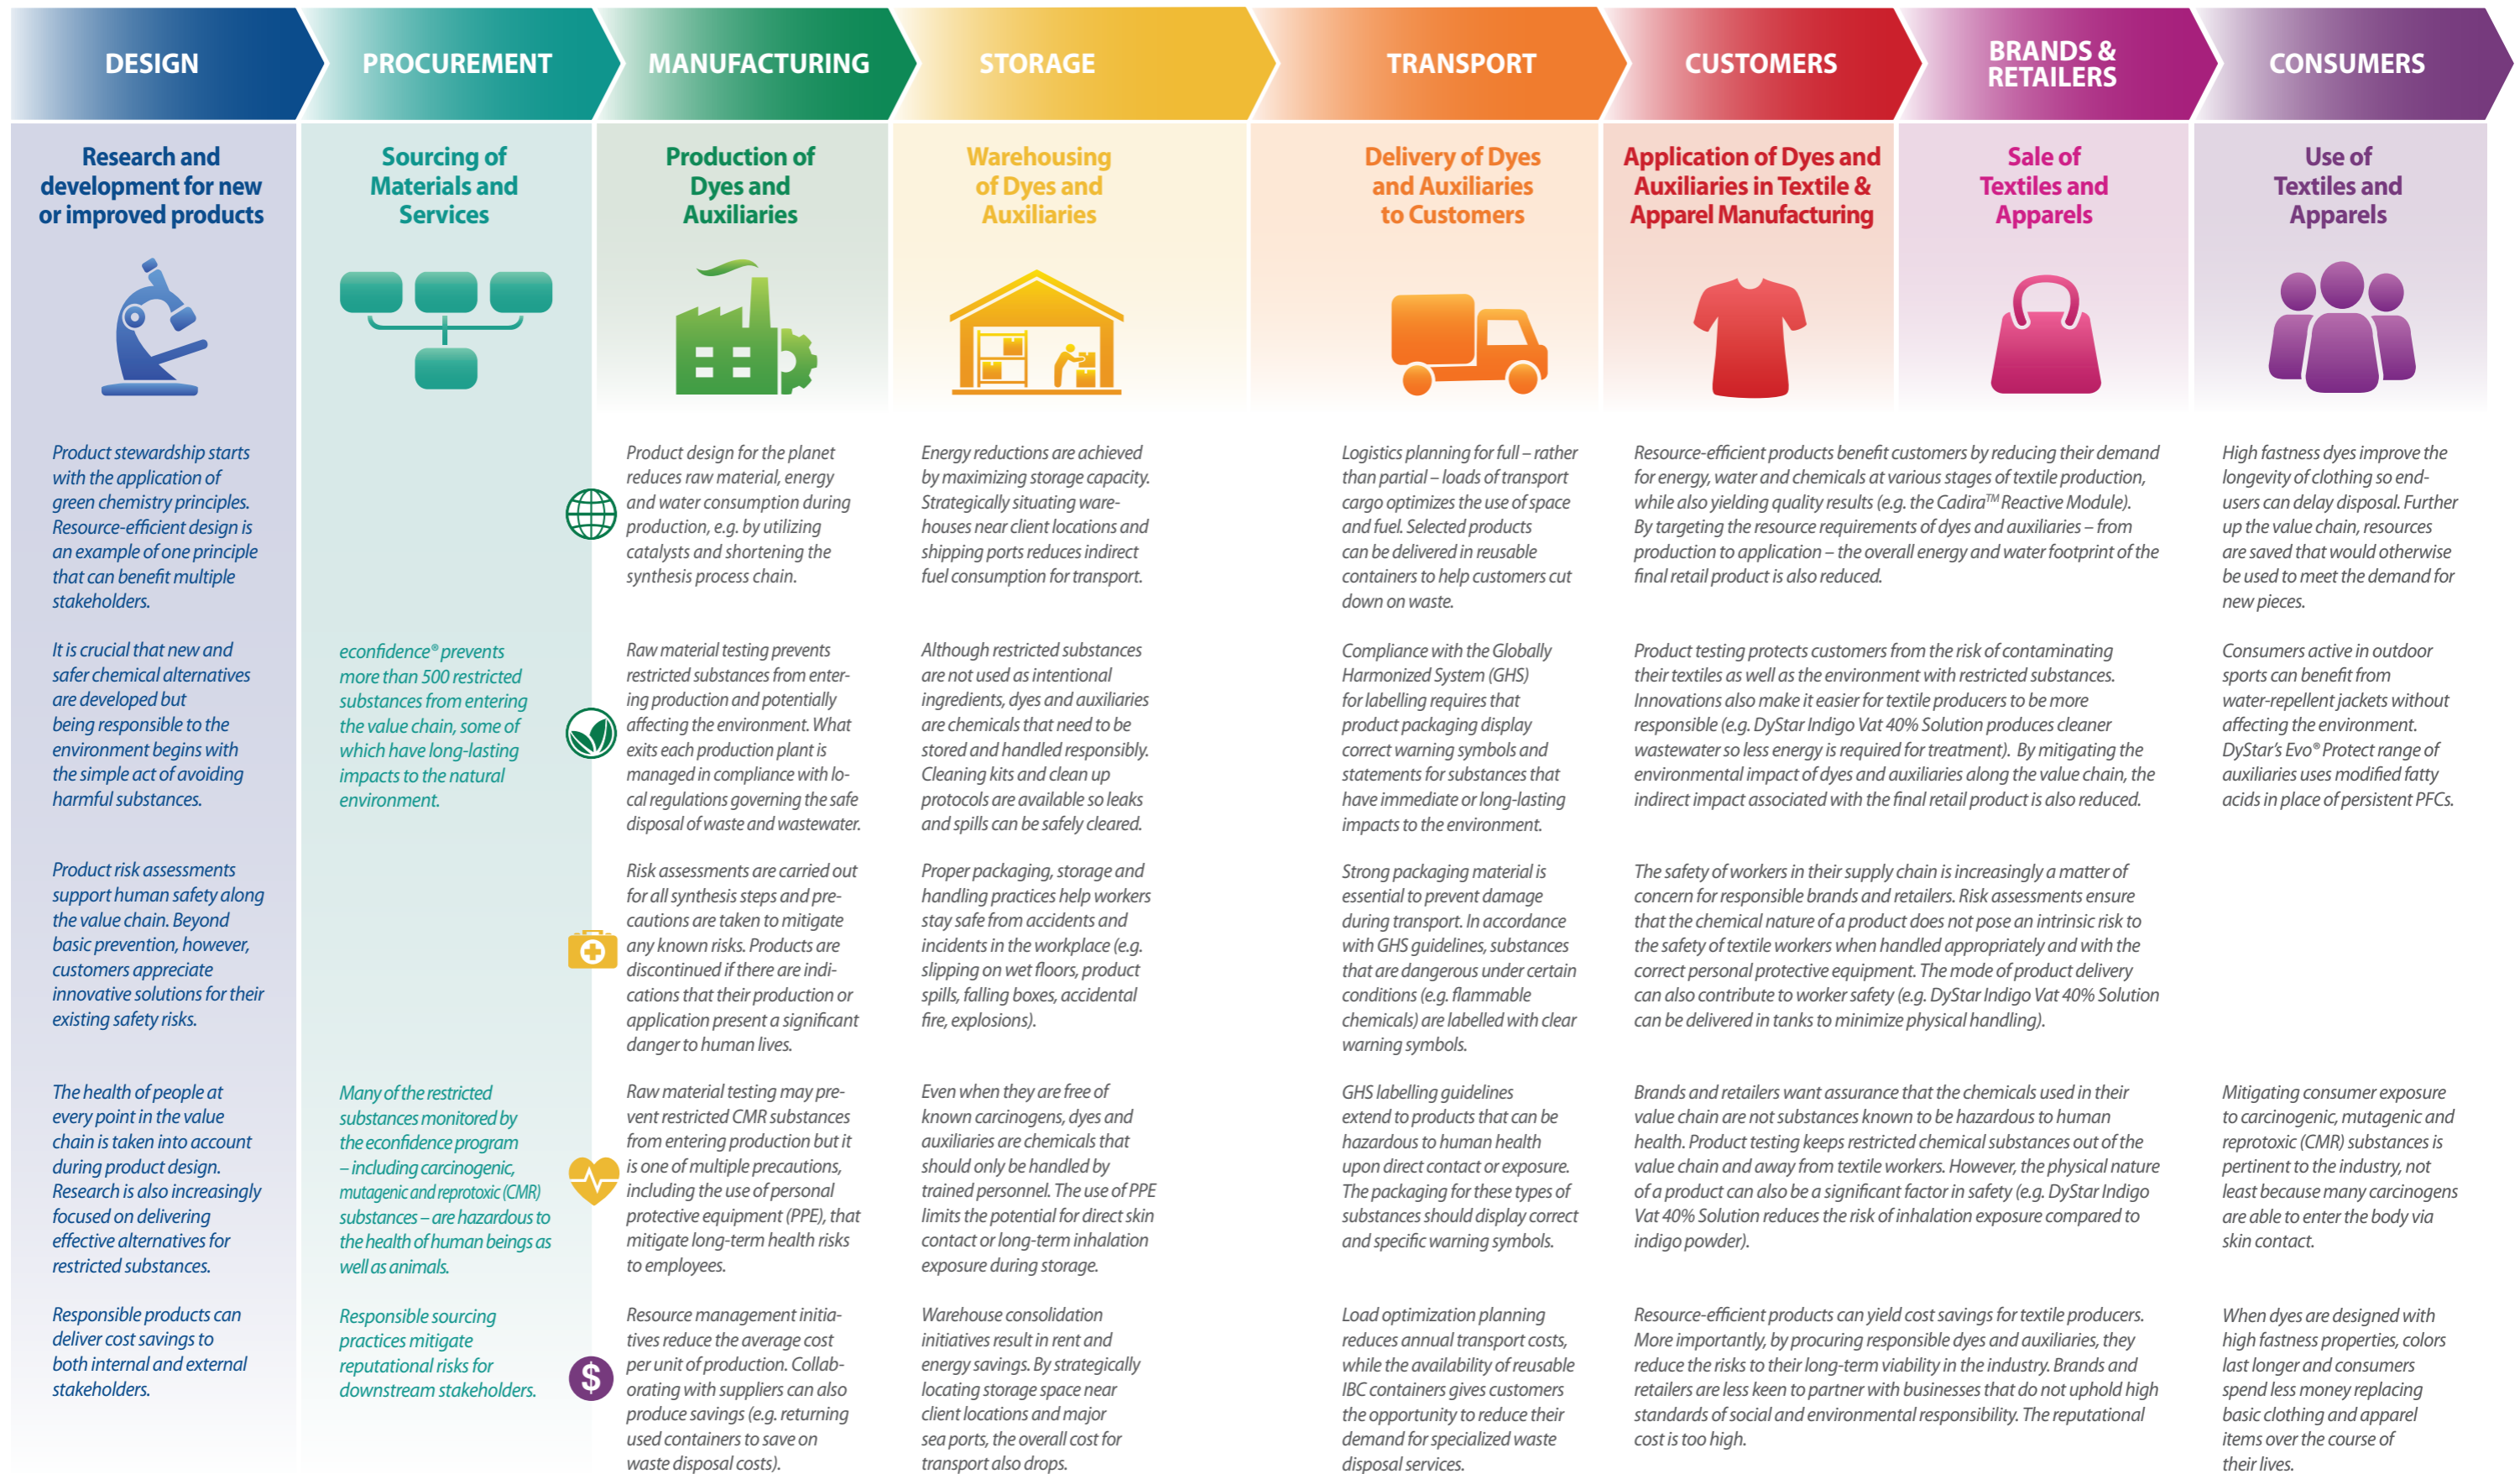 DESIGN
PROCUREMENT
MANUFACTURING
STORAGE
TRANSPORT
CUSTOMERS
BRANDS &
RETAILERS
CONSUMERS
Research and
development for new
or improved products
Sourcing of
Materials and
Services
Production of
Dyes and
Auxiliaries
Warehousing
of Dyes and
Auxiliaries
Delivery of Dyes
and Auxiliaries
to Customers
Application of Dyes and
Auxiliaries in Textile &
Apparel Manufacturing
Sale of
Textiles and
Apparels
Use of
Textiles and
Apparels
Product stewardship starts
with the application of
green chemistry principles.
Resource-efficient design is
an example of one principle
that can benefit multiple
stakeholders.
Product design for the planet
reduces raw material, energy
and water consumption during
production, e.g. by utilizing
catalysts and shortening the
synthesis process chain.
Energy reductions are achieved
by maximizing storage capacity.
Strategically situating ware-
houses near client locations and
shipping ports reduces indirect
fuel consumption for transport.
Logistics planning for full – rather
than partial – loads of transport
cargo optimizes the use of space
and fuel. Selected products
can be delivered in reusable
containers to help customers cut
down on waste.
Resource-efficient products benefit customers by reducing their demand
for energy, water and chemicals at various stages of textile production,
while also yielding quality results (e.g. the Cadira™ Reactive Module).
By targeting the resource requirements of dyes and auxiliaries – from
production to application – the overall energy and water footprint of the
final retail product is also reduced.
High fastness dyes improve the
longevity of clothing so end-
users can delay disposal. Further
up the value chain, resources
are saved that would otherwise
be used to meet the demand for
new pieces.
It is crucial that new and
safer chemical alternatives
are developed but
being responsible to the
environment begins with
the simple act of avoiding
harmful substances.
econfidence® prevents
more than 500 restricted
substances from entering
the value chain, some of
which have long-lasting
impacts to the natural
environment.
Raw material testing prevents
restricted substances from enter-
ing production and potentially
affecting the environment. What
exits each production plant is
managed in compliance with lo-
cal regulations governing the safe
disposal of waste and wastewater.
Although restricted substances
are not used as intentional
ingredients, dyes and auxiliaries
are chemicals that need to be
stored and handled responsibly.
Cleaning kits and clean up
protocols are available so leaks
and spills can be safely cleared.
Compliance with the Globally
Harmonized System (GHS)
for labelling requires that
product packaging display
correct warning symbols and
statements for substances that
have immediate or long-lasting
impacts to the environment.
Product testing protects customers from the risk of contaminating
their textiles as well as the environment with restricted substances.
Innovations also make it easier for textile producers to be more
responsible (e.g. DyStar Indigo Vat 40% Solution produces cleaner
wastewater so less energy is required for treatment). By mitigating the
environmental impact of dyes and auxiliaries along the value chain, the
indirect impact associated with the final retail product is also reduced.
Consumers active in outdoor
sports can benefit from
water-repellent jackets without
affecting the environment.
DyStar's Evo® Protect range of
auxiliaries uses modified fatty
acids in place of persistent PFCs.
Product risk assessments
support human safety along
the value chain. Beyond
basic prevention, however,
customers appreciate
innovative solutions for their
existing safety risks.
Risk assessments are carried out
for all synthesis steps and pre-
cautions are taken to mitigate
any known risks. Products are
discontinued if there are indi-
cations that their production or
application present a significant
danger to human lives.
Proper packaging, storage and
handling practices help workers
stay safe from accidents and
incidents in the workplace (e.g.
slipping on wet floors, product
spills, falling boxes, accidental
fire, explosions).
Strong packaging material is
essential to prevent damage
during transport. In accordance
with GHS guidelines, substances
that are dangerous under certain
conditions (e.g. flammable
chemicals) are labelled with clear
warning symbols.
The safety of workers in their supply chain is increasingly a matter of
concern for responsible brands and retailers. Risk assessments ensure
that the chemical nature of a product does not pose an intrinsic risk to
the safety of textile workers when handled appropriately and with the
correct personal protective equipment. The mode of product delivery
can also contribute to worker safety (e.g. DyStar Indigo Vat 40% Solution
can be delivered in tanks to minimize physical handling).
The health of people at
every point in the value
chain is taken into account
during product design.
Research is also increasingly
focused on delivering
effective alternatives for
restricted substances.
Many of the restricted
substances monitored by
the econfidence program
– including carcinogenic,
mutagenic and reprotoxic (CMR)
substances – are hazardous to
the health of human beings as
well as animals.
Raw material testing may pre-
vent restricted CMR substances
from entering production but it
is one of multiple precautions,
including the use of personal
protective equipment (PPE), that
mitigate long-term health risks
to employees.
Even when they are free of
known carcinogens, dyes and
auxiliaries are chemicals that
should only be handled by
trained personnel. The use of PPE
limits the potential for direct skin
contact or long-term inhalation
exposure during storage.
GHS labelling guidelines
extend to products that can be
hazardous to human health
upon direct contact or exposure.
The packaging for these types of
substances should display correct
and specific warning symbols.
Brands and retailers want assurance that the chemicals used in their
value chain are not substances known to be hazardous to human
health. Product testing keeps restricted chemical substances out of the
value chain and away from textile workers. However, the physical nature
of a product can also be a significant factor in safety (e.g. DyStar Indigo
Vat 40% Solution reduces the risk of inhalation exposure compared to
indigo powder).
Mitigating consumer exposure
to carcinogenic, mutagenic and
reprotoxic (CMR) substances is
pertinent to the industry, not
least because many carcinogens
are able to enter the body via
skin contact.
Responsible products can
deliver cost savings to
both internal and external
stakeholders.
Responsible sourcing
practices mitigate
reputational risks for
downstream stakeholders.
$
Resource management initia-
tives reduce the average cost
per unit of production. Collab-
orating with suppliers can also
produce savings (e.g. returning
used containers to save on
waste disposal costs).
Warehouse consolidation
initiatives result in rent and
energy savings. By strategically
locating storage space near
client locations and major
sea ports, the overall cost for
transport also drops.
Load optimization planning
reduces annual transport costs,
while the availability of reusable
IBC containers gives customers
the opportunity to reduce their
demand for specialized waste
disposal services.
Resource-efficient products can yield cost savings for textile producers.
More importantly, by procuring responsible dyes and auxiliaries, they
reduce the risks to their long-term viability in the industry. Brands and
retailers are less keen to partner with businesses that do not uphold high
standards of social and environmental responsibility. The reputational
cost is too high.
When dyes are designed with
high fastness properties, colors
last longer and consumers
spend less money replacing
basic clothing and apparel
items over the course of
their lives.